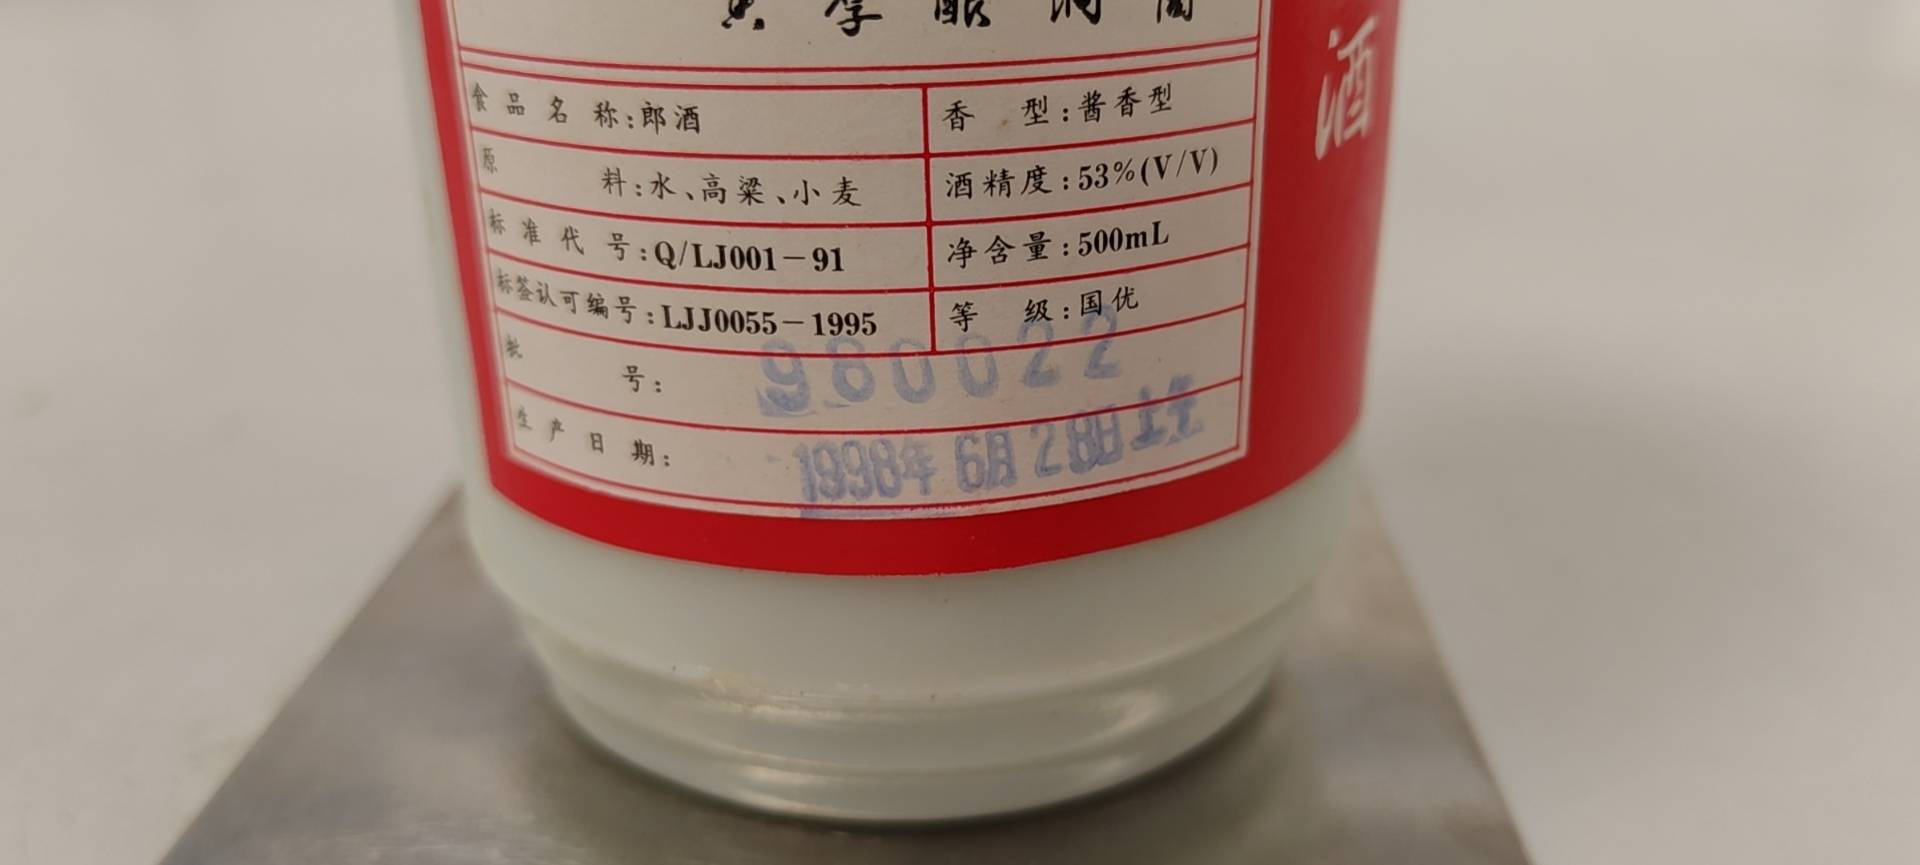 食品名称:郎酒
香型:酱香型
原料:水、高粱、小麦
酒精度:53%(V/V)
标准代号:Q/LJ001-91
净含量:500mL
标签认可编号:LJJ0055-1995
等级:国优
批号: 980022
生产日期: 1998年6月28日
酒